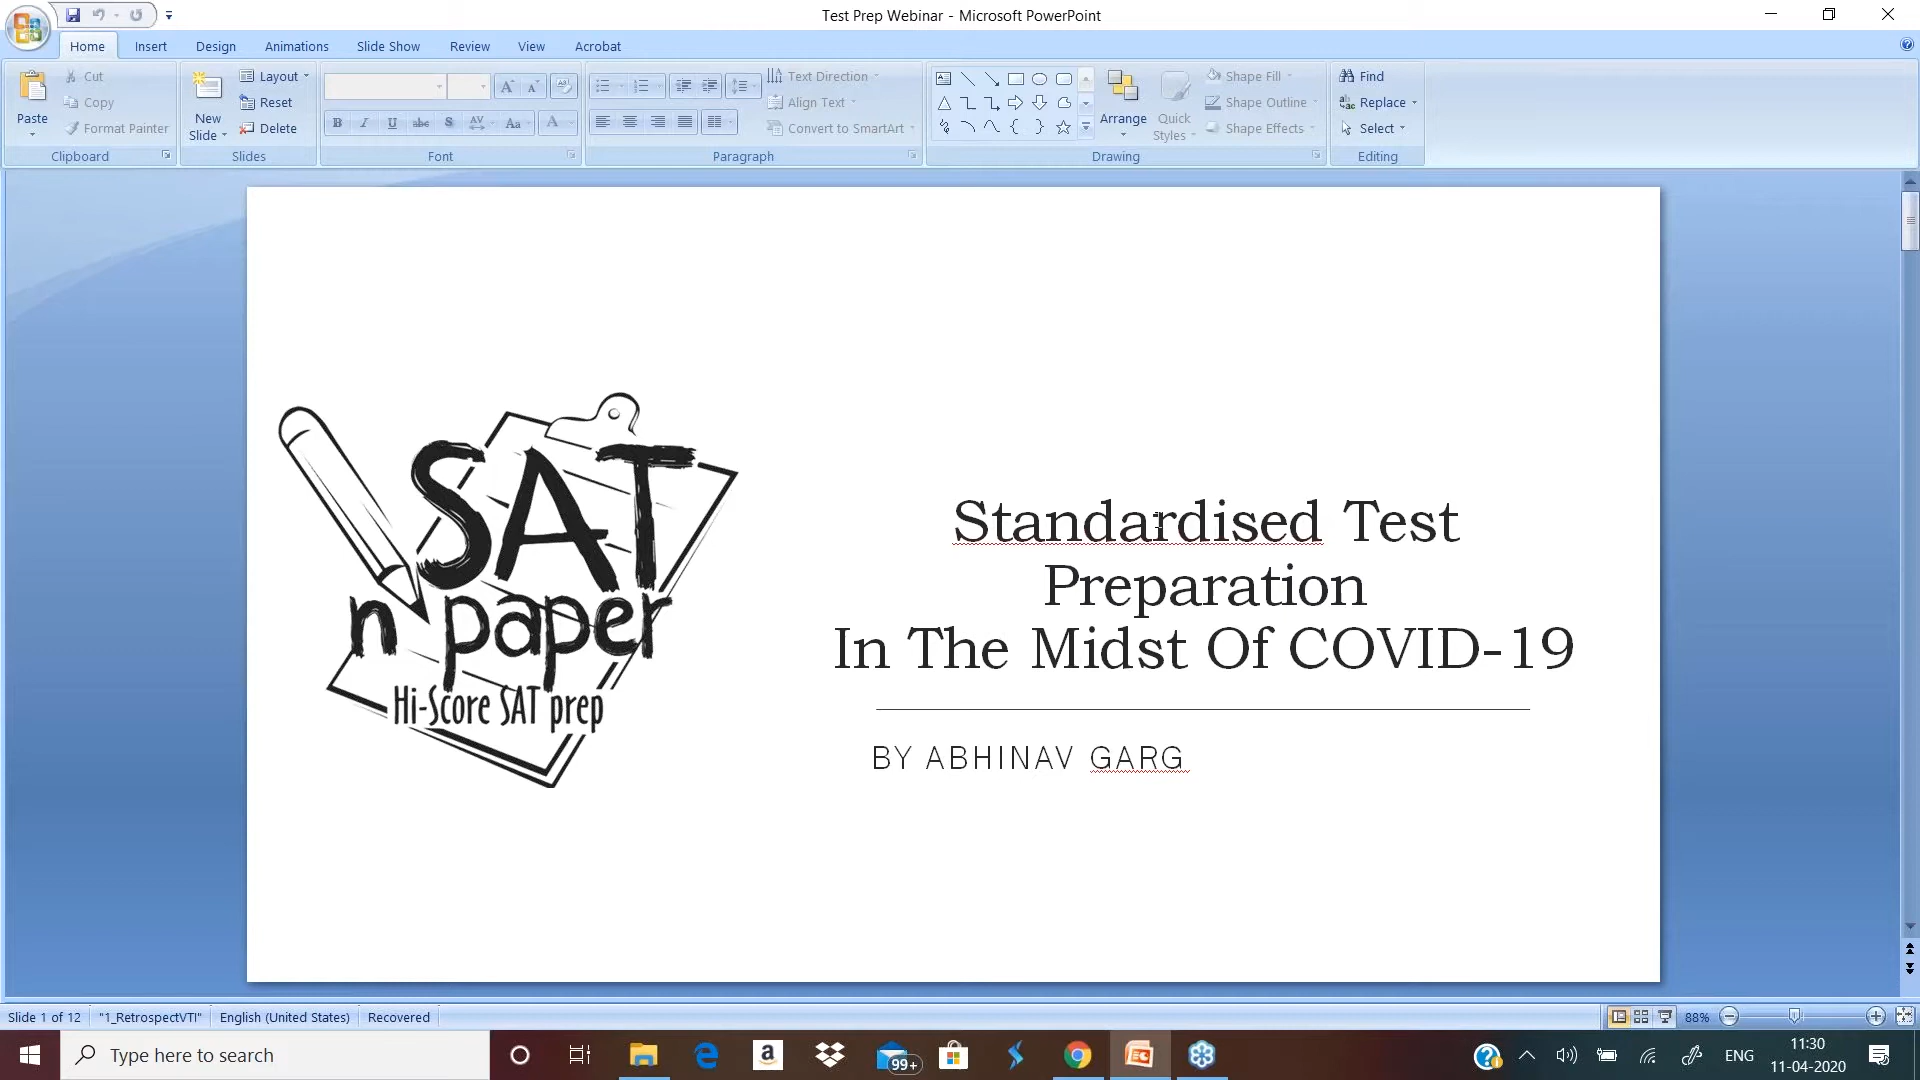 Test Prep Webinar - Microsoft PowerPoint
Home Insert Design Animations Slide Show Review View Acrobat
Paste
Cut
Copy
Format Painter
Clipboard
New
Slide
Layout
Reset
Delete
Slides
B I U abc S AV Aa A
Font
Text Direction
Align Text
Convert to SmartArt
Paragraph
Arrange
Quick
Styles
Shape Fill
Shape Outline
Shape Effects
Drawing
Find
Replace
Select
Editing
SAT
n paper
Hi-Score SAT prep
Standardised Test
Preparation
In The Midst Of COVID-19
BY ABHINAV GARG
Slide 1 of 12 "1_RetrospectVTI" English (United States) Recovered 88%
Type here to search
99+
ENG
11:30
11-04-2020